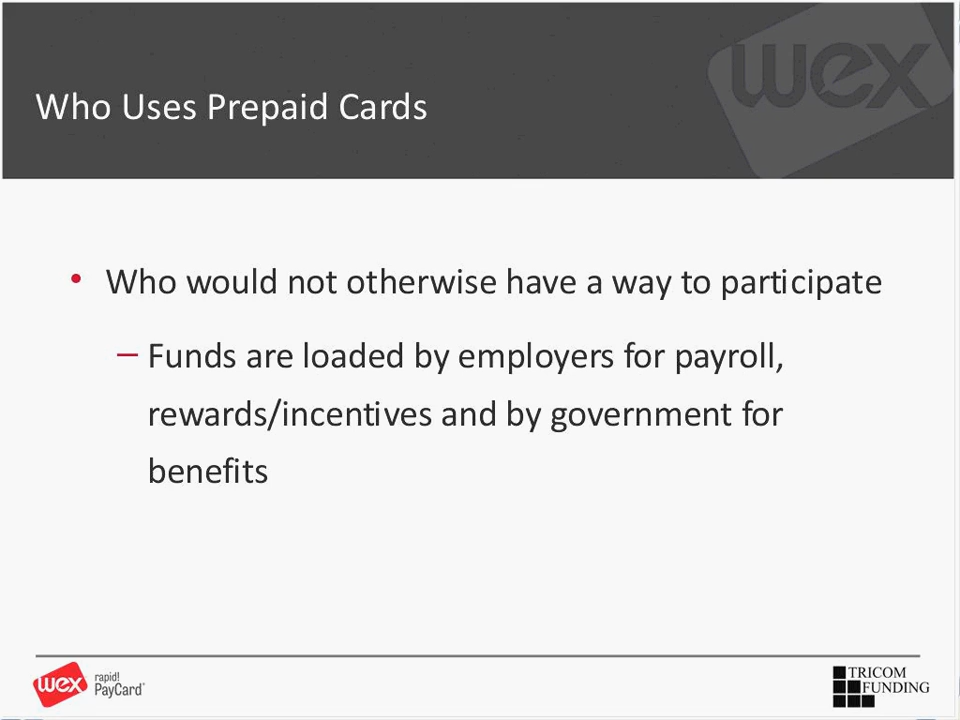 wex
Who Uses Prepaid Cards
• Who would not otherwise have a way to participate
– Funds are loaded by employers for payroll,
rewards/incentives and by government for
benefits
wex
rapid!
PayCard®
TRICOM
FUNDING